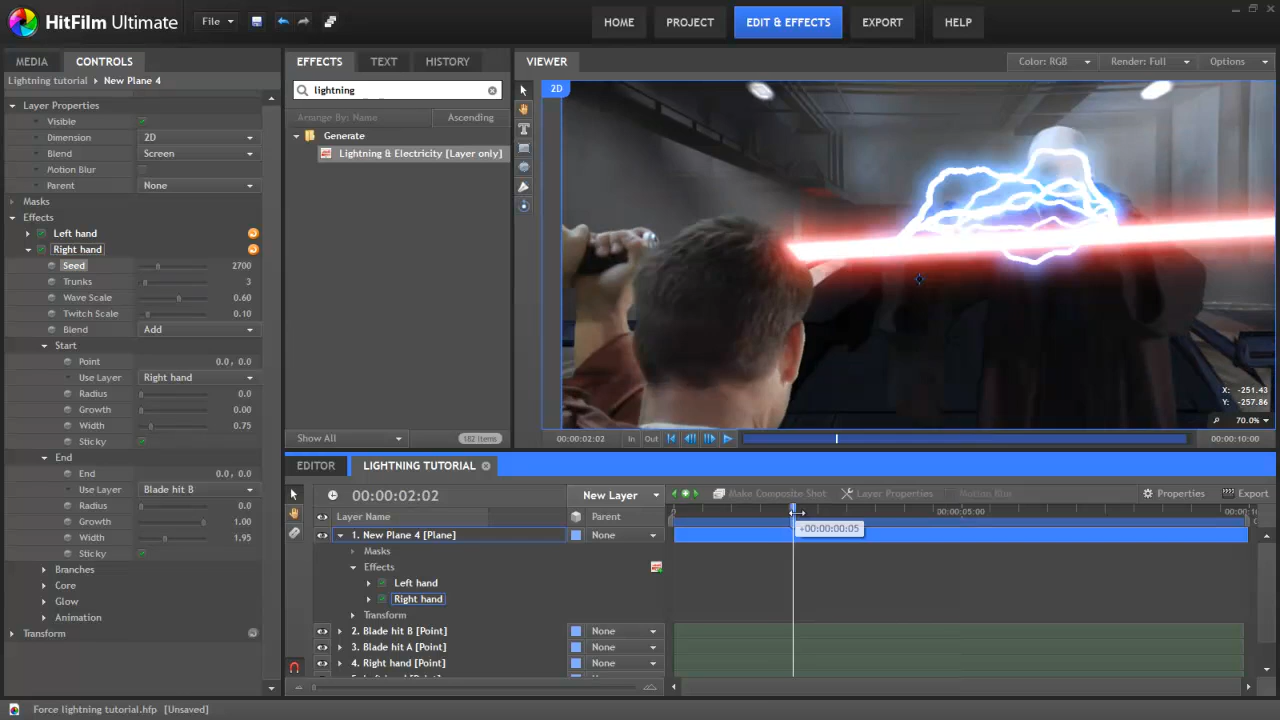 HitFilm Ultimate
File
HOME
PROJECT
EDIT & EFFECTS
EXPORT
HELP
MEDIA
CONTROLS
Lightning tutorial
New Plane 4
Layer Properties
Visible
Dimension
2D
Blend
Screen
Motion Blur
Parent
None
Masks
Effects
Left hand
Right hand
Seed
2700
Trunks
3
Wave Scale
0.60
Twitch Scale
0.10
Blend
Add
Start
Point
0.0, 0.0
Use Layer
Right hand
Radius
0.0
Growth
0.00
Width
0.75
Sticky
End
End
0.0, 0.0
Use Layer
Blade hit B
Radius
0.0
Growth
1.00
Width
1.95
Sticky
Branches
Core
Glow
Animation
Transform
EFFECTS
TEXT
HISTORY
lightning
Arrange By: Name
Ascending
Generate
Lightning & Electricity [Layer only]
Show All
182 Items
VIEWER
Color: RGB
Render: Full
Options
2D
X: -251.43
Y: -257.86
70.0%
00:00:02:02
In
Out
00:00:10:00
EDITOR
LIGHTNING TUTORIAL
00:00:02:02
New Layer
Make Composite Shot
Layer Properties
Motion Blur
Properties
Export
Layer Name
Parent
0
00:00:05:00
+00:00:00:05
1. New Plane 4 [Plane]
None
Masks
Effects
Left hand
Right hand
Transform
2. Blade hit B [Point]
None
3. Blade hit A [Point]
None
4. Right hand [Point]
None
Force lightning tutorial.hfp
[Unsaved]